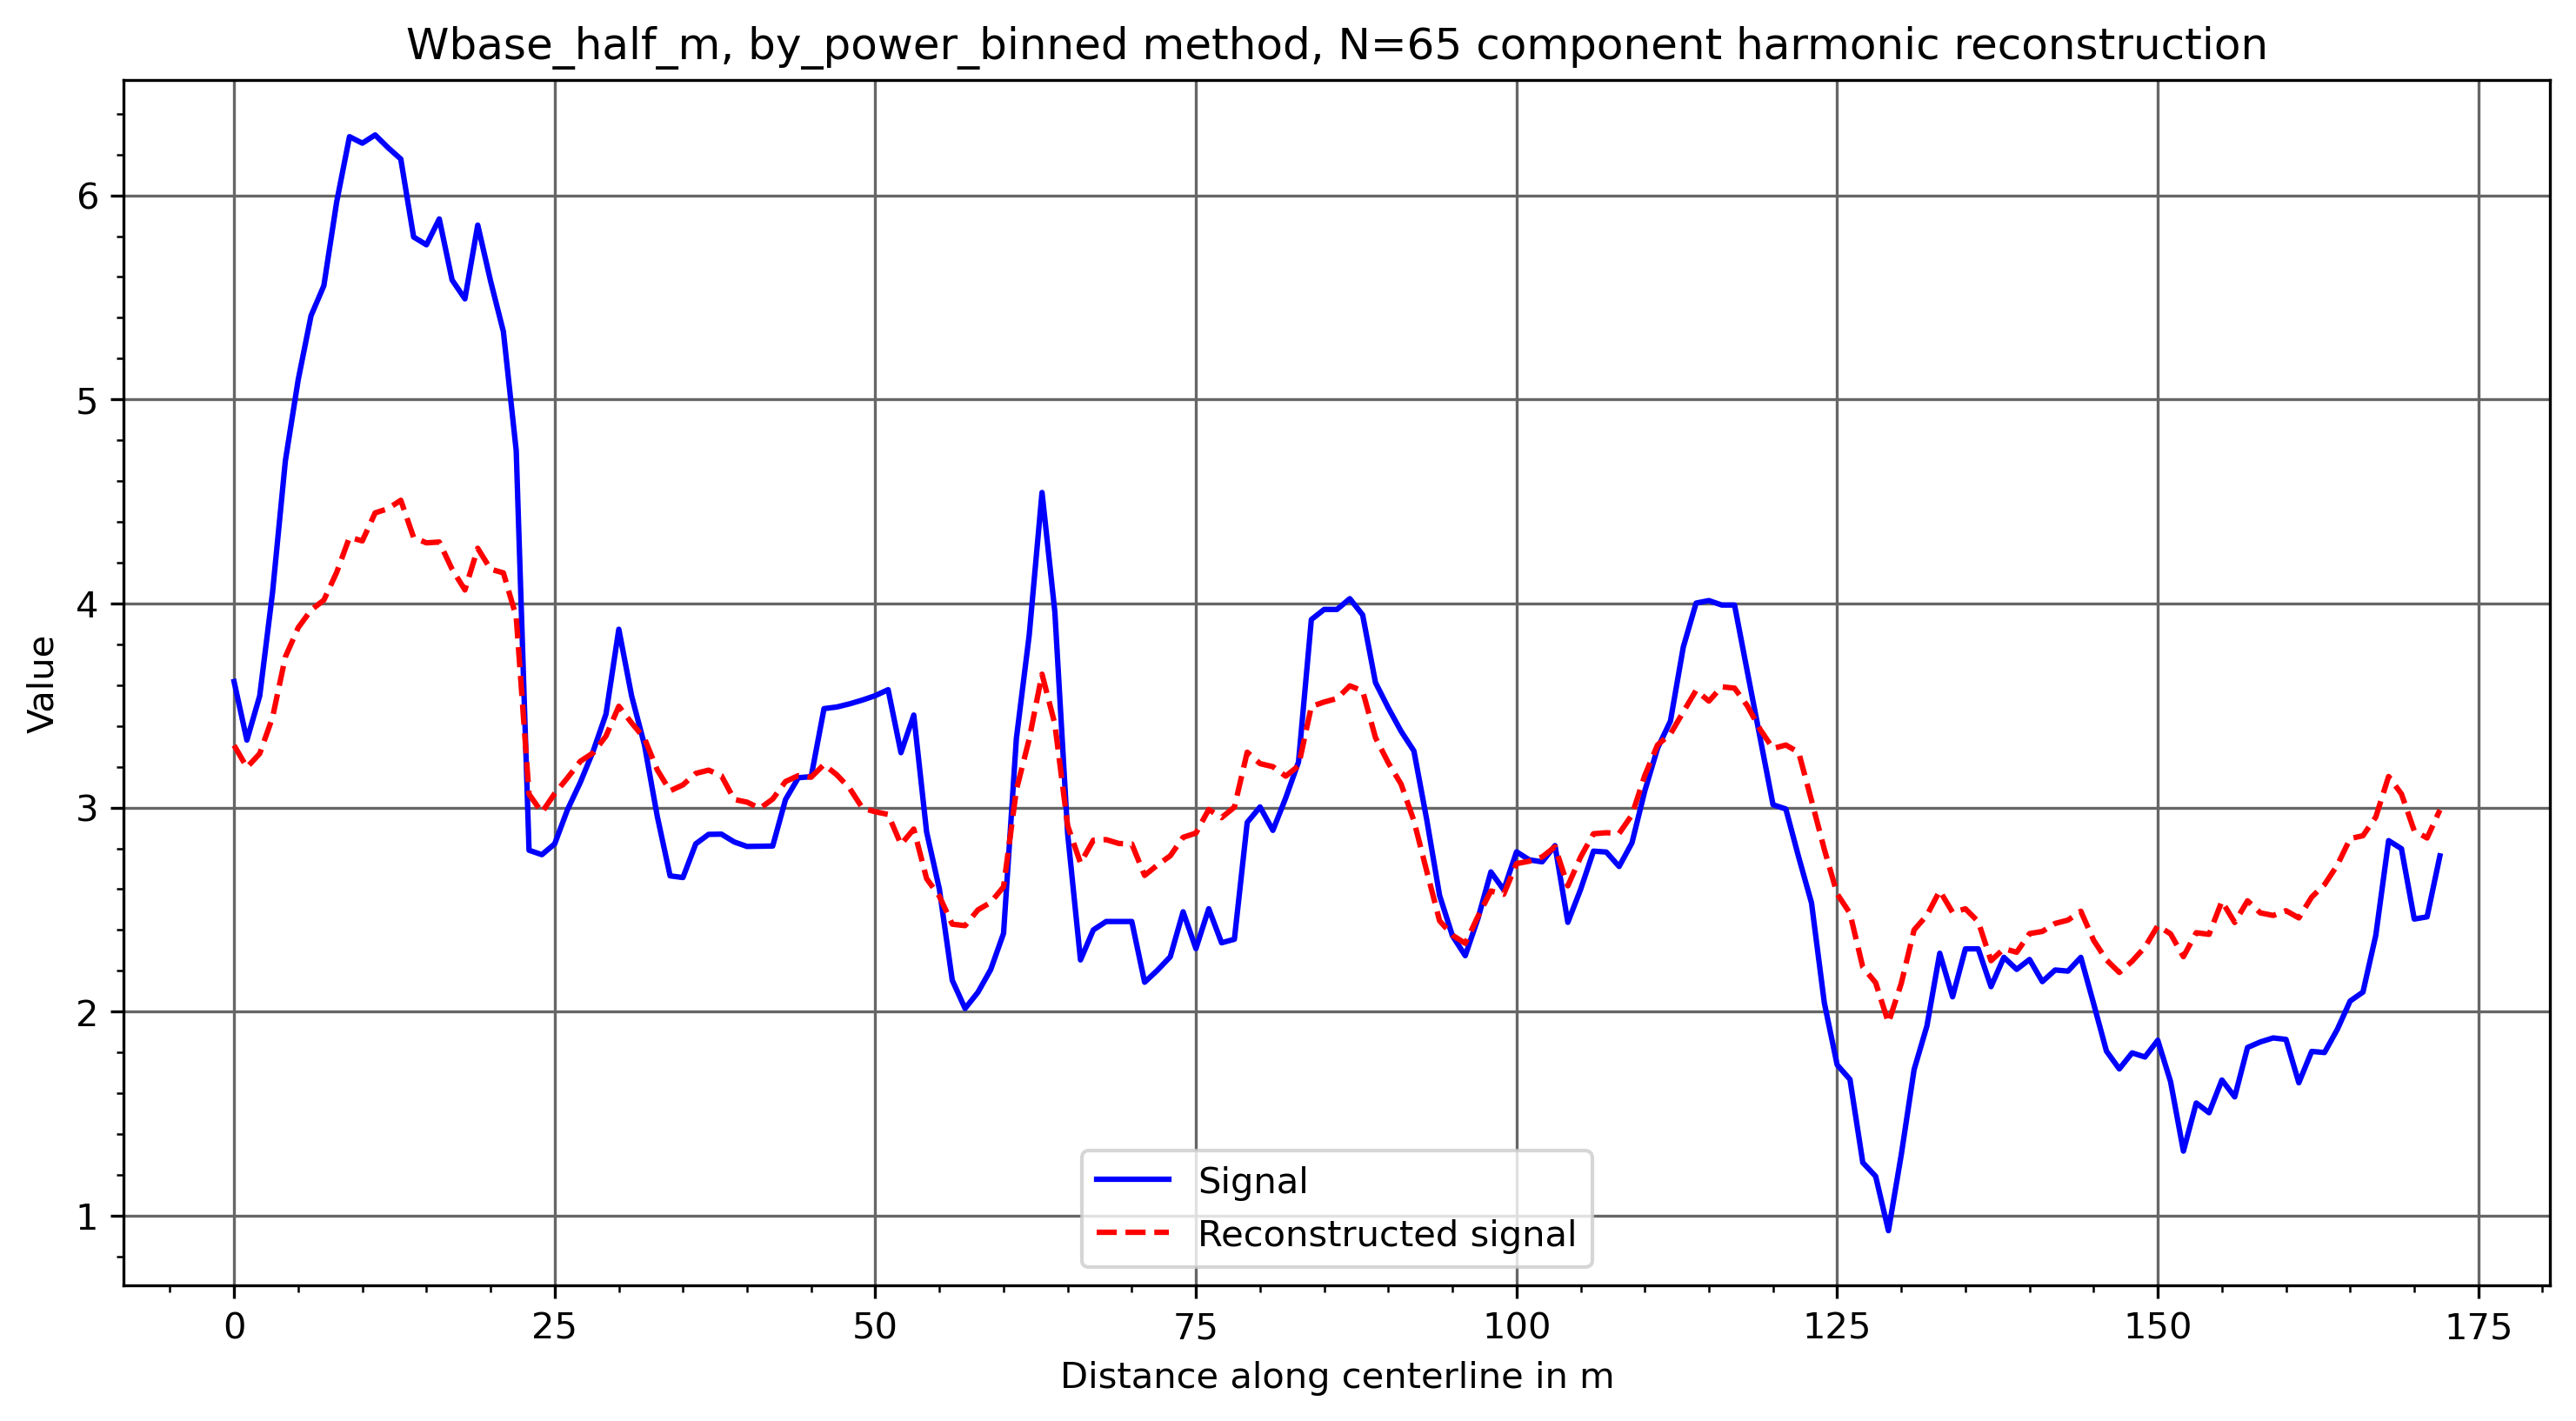 Wbase_half_m, by_power_binned method, N=65 component harmonic reconstruction
Value
6
5
4
3
2
1
Signal
Reconstructed signal
0 25 50 75 100 125 150 175
Distance along centerline in m